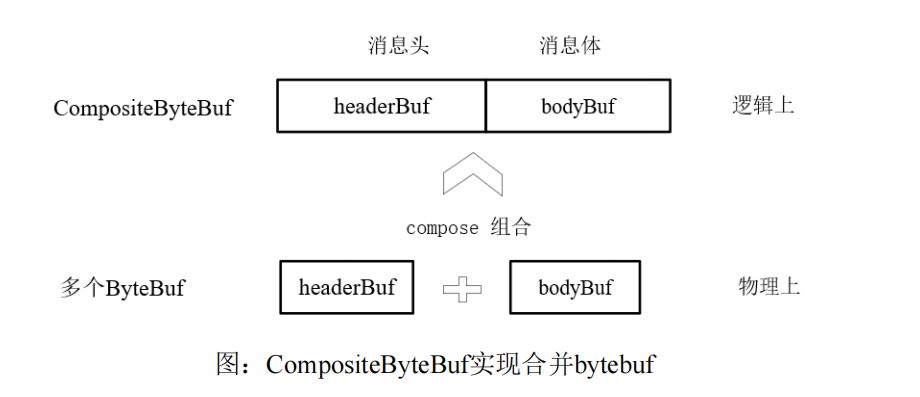 消息头 消息体
CompositeByteBuf headerBuf bodyBuf 逻辑上
compose 组合
多个ByteBuf headerBuf bodyBuf 物理上
图：CompositeByteBuf实现合并bytebuf